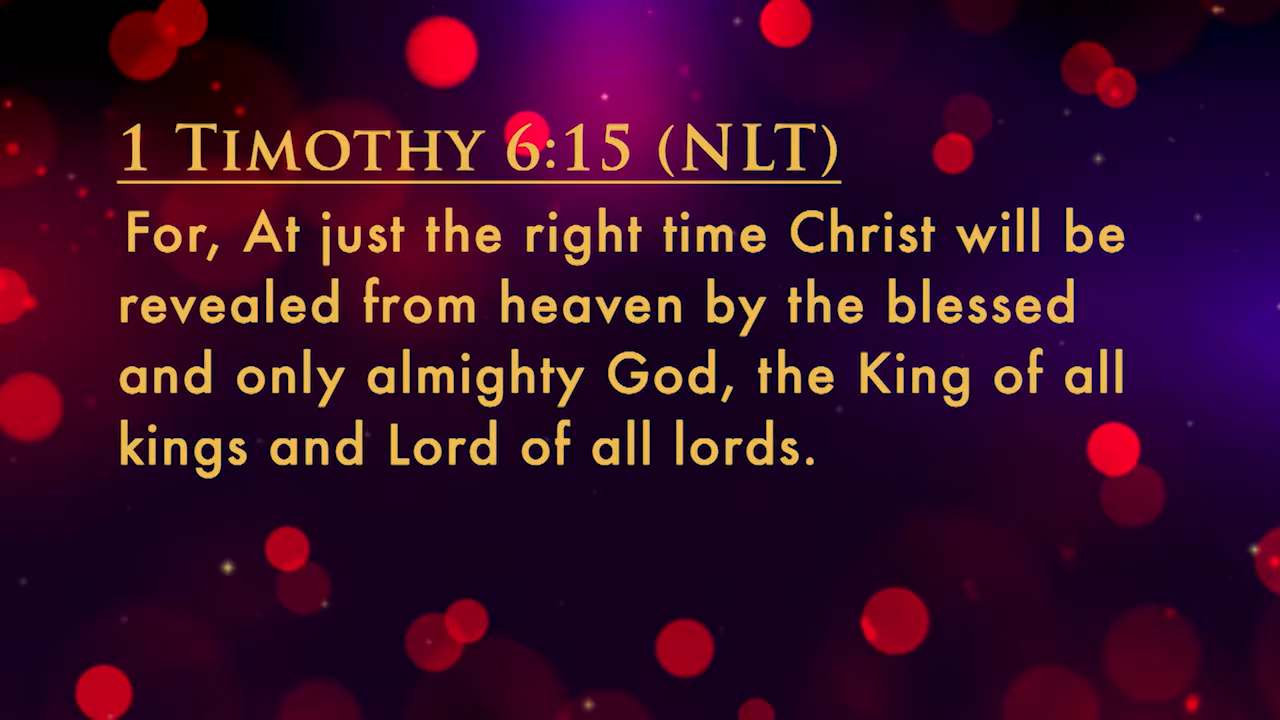 1 Timothy 6:15 (NLT)
For, At just the right time Christ will be
revealed from heaven by the blessed
and only almighty God, the King of all
kings and Lord of all lords.